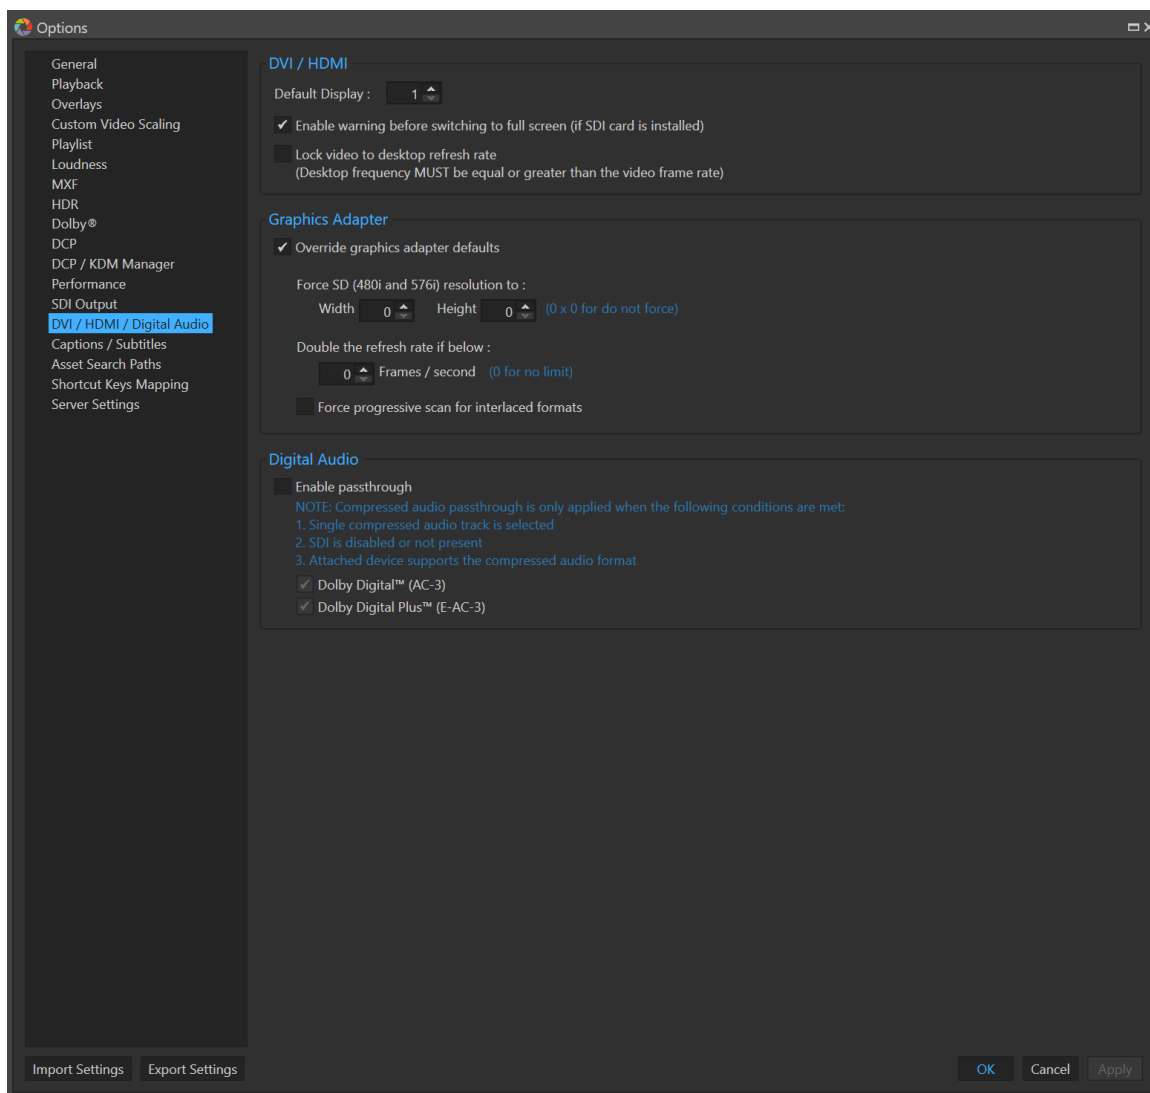 Options
General
Playback
Overlays
Custom Video Scaling
Playlist
Loudness
MXF
HDR
Dolby®
DCP
DCP / KDM Manager
Performance
SDI Output
DVI / HDMI / Digital Audio
Captions / Subtitles
Asset Search Paths
Shortcut Keys Mapping
Server Settings
DVI / HDMI
Default Display : 1
Enable warning before switching to full screen (if SDI card is installed)
Lock video to desktop refresh rate
(Desktop frequency MUST be equal or greater than the video frame rate)
Graphics Adapter
Override graphics adapter defaults
Force SD (480i and 576i) resolution to :
Width 0 Height 0 (0 x 0 for do not force)
Double the refresh rate if below :
0 Frames / second (0 for no limit)
Force progressive scan for interlaced formats
Digital Audio
Enable passthrough
NOTE: Compressed audio passthrough is only applied when the following conditions are met:
1. Single compressed audio track is selected
2. SDI is disabled or not present
3. Attached device supports the compressed audio format
Dolby Digital™ (AC-3)
Dolby Digital Plus™ (E-AC-3)
Import Settings Export Settings OK Cancel Apply